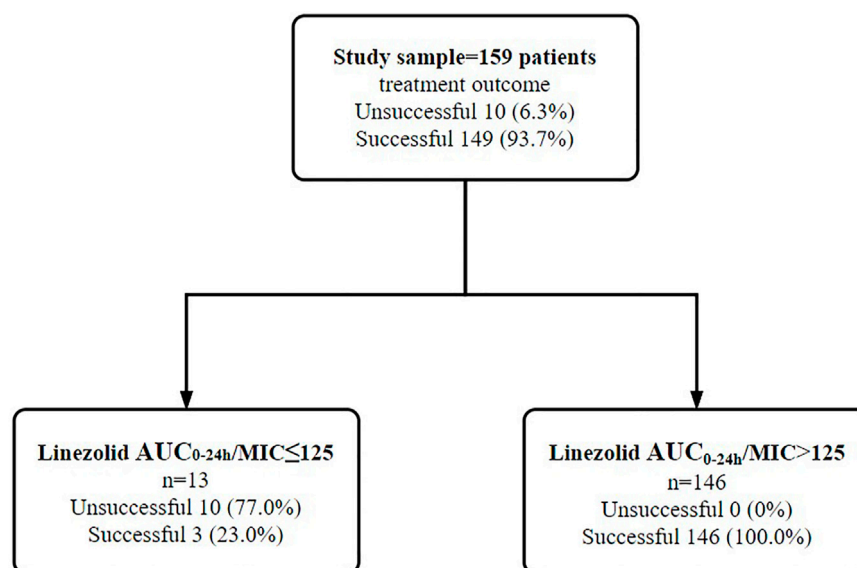 Study sample=159 patients
treatment outcome
Unsuccessful 10 (6.3%)
Successful 149 (93.7%)
Linezolid AUC0-24h/MIC≤125
n=13
Unsuccessful 10 (77.0%)
Successful 3 (23.0%)
Linezolid AUC0-24h/MIC>125
n=146
Unsuccessful 0 (0%)
Successful 146 (100.0%)